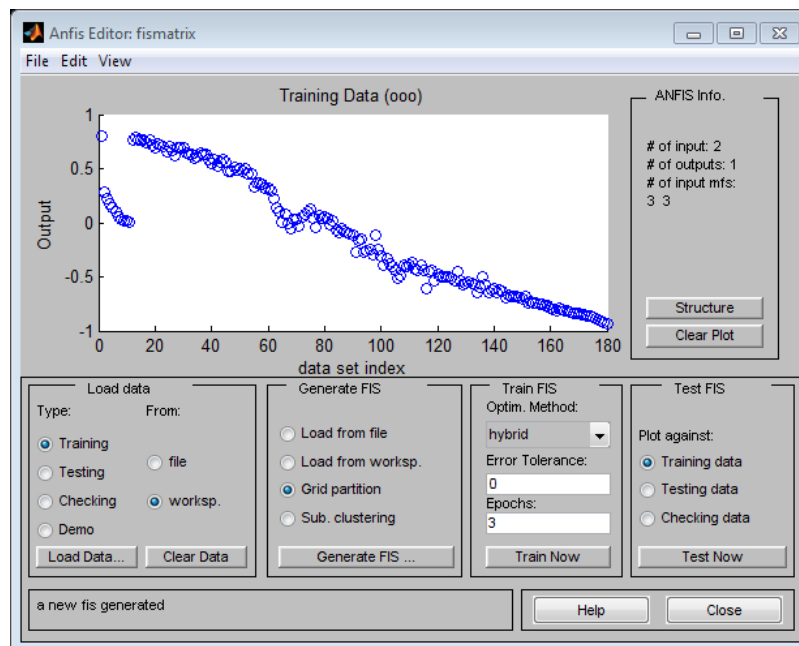 Anfis Editor: fismatrix
File Edit View
Training Data (ooo)
1
0.5
0
-0.5
-1
Output
0 20 40 60 80 100 120 140 160 180
data set index
ANFIS Info.
# of input: 2
# of outputs: 1
# of input mfs:
3 3
Structure
Clear Plot
Load data
Type: From:
Training
Testing
Checking
Demo
file
worksp.
Load Data... Clear Data
Generate FIS
Load from file
Load from worksp.
Grid partition
Sub. clustering
Generate FIS ...
Train FIS
Optim. Method:
hybrid
Error Tolerance:
0
Epochs:
3
Train Now
Test FIS
Plot against:
Training data
Testing data
Checking data
Test Now
a new fis generated
Help Close